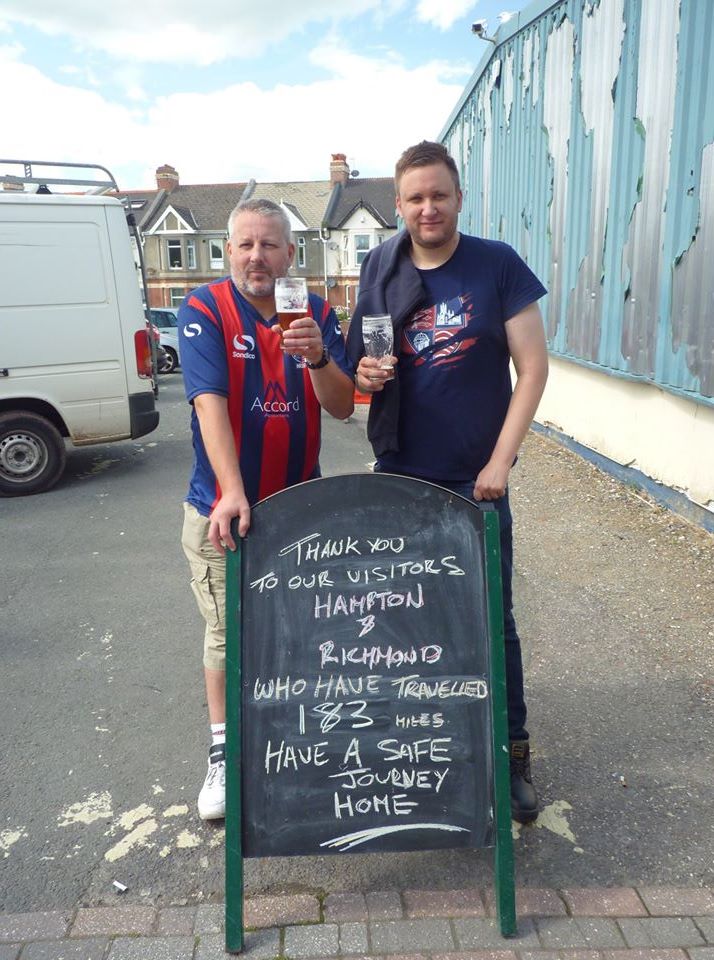 Sondico
Accord
THANK YOU
TO OUR VISITORS
HAMPTON
&
RICHMOND
WHO HAVE TRAVELLED
183 MILES
HAVE A SAFE
JOURNEY
HOME